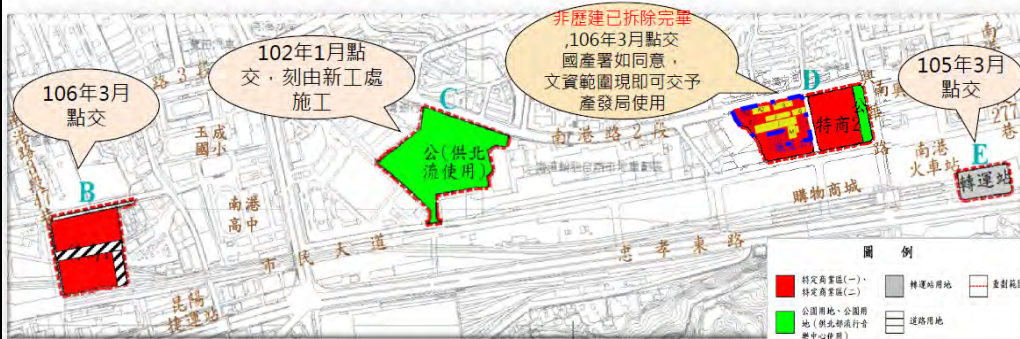 106年3月
點交
102年1月點
交，刻由新工處
施工
非歷建已拆除完畢
,106年3月點交
國產署如同意，
文資範圍現即可交予
產發局使用
105年3月
點交
B
C
D
E
路3段
玉成
國小
南港
高中
市民大道
昆陽
捷運站
公(供北
流使用)
南港路2段
忠孝東路
特商2
公
購物商城
南港
火車站
277
巷
轉運站
圖 例
特定商業區(一)、
特定商業區(二)
轉運站用地
公園用地、公園用
地(供北部流行音
樂中心使用)
道路用地